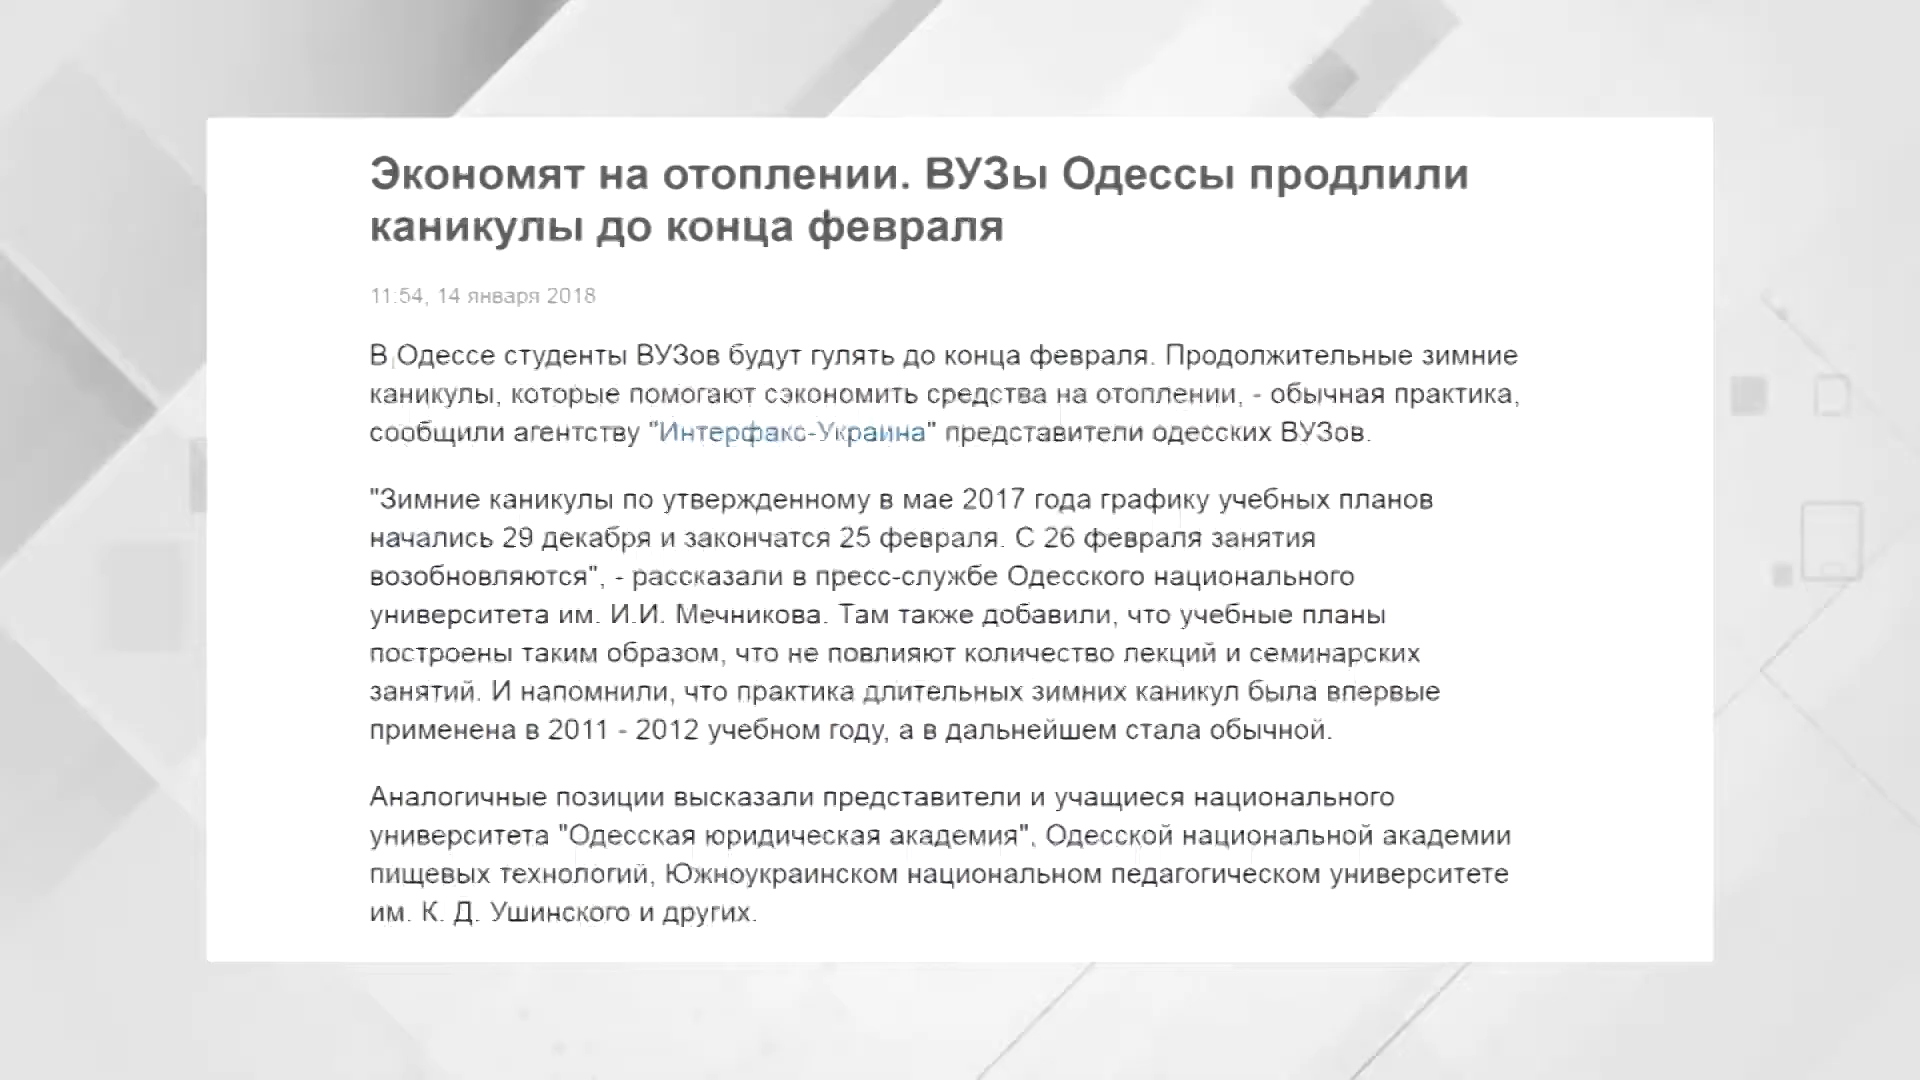 Экономят на отоплении. ВУЗы Одессы продлили
каникулы до конца февраля
11:54, 14 января 2018
В Одессе студенты ВУЗов будут гулять до конца февраля. Продолжительные зимние
каникулы, которые помогают сэкономить средства на отоплении, - обычная практика,
сообщили агентству "Интерфакс-Украина" представители одесских ВУЗов.
"Зимние каникулы по утвержденному в мае 2017 года графику учебных планов
начались 29 декабря и закончатся 25 февраля. С 26 февраля занятия
возобновляются", - рассказали в пресс-службе Одесского национального
университета им. И.И. Мечникова. Там также добавили, что учебные планы
построены таким образом, что не повлияют количество лекций и семинарских
занятий. И напомнили, что практика длительных зимних каникул была впервые
применена в 2011 - 2012 учебном году, а в дальнейшем стала обычной.
Аналогичные позиции высказали представители и учащиеся национального
университета "Одесская юридическая академия", Одесской национальной академии
пищевых технологий, Южноукраинском национальном педагогическом университете
им. К. Д. Ушинского и других.